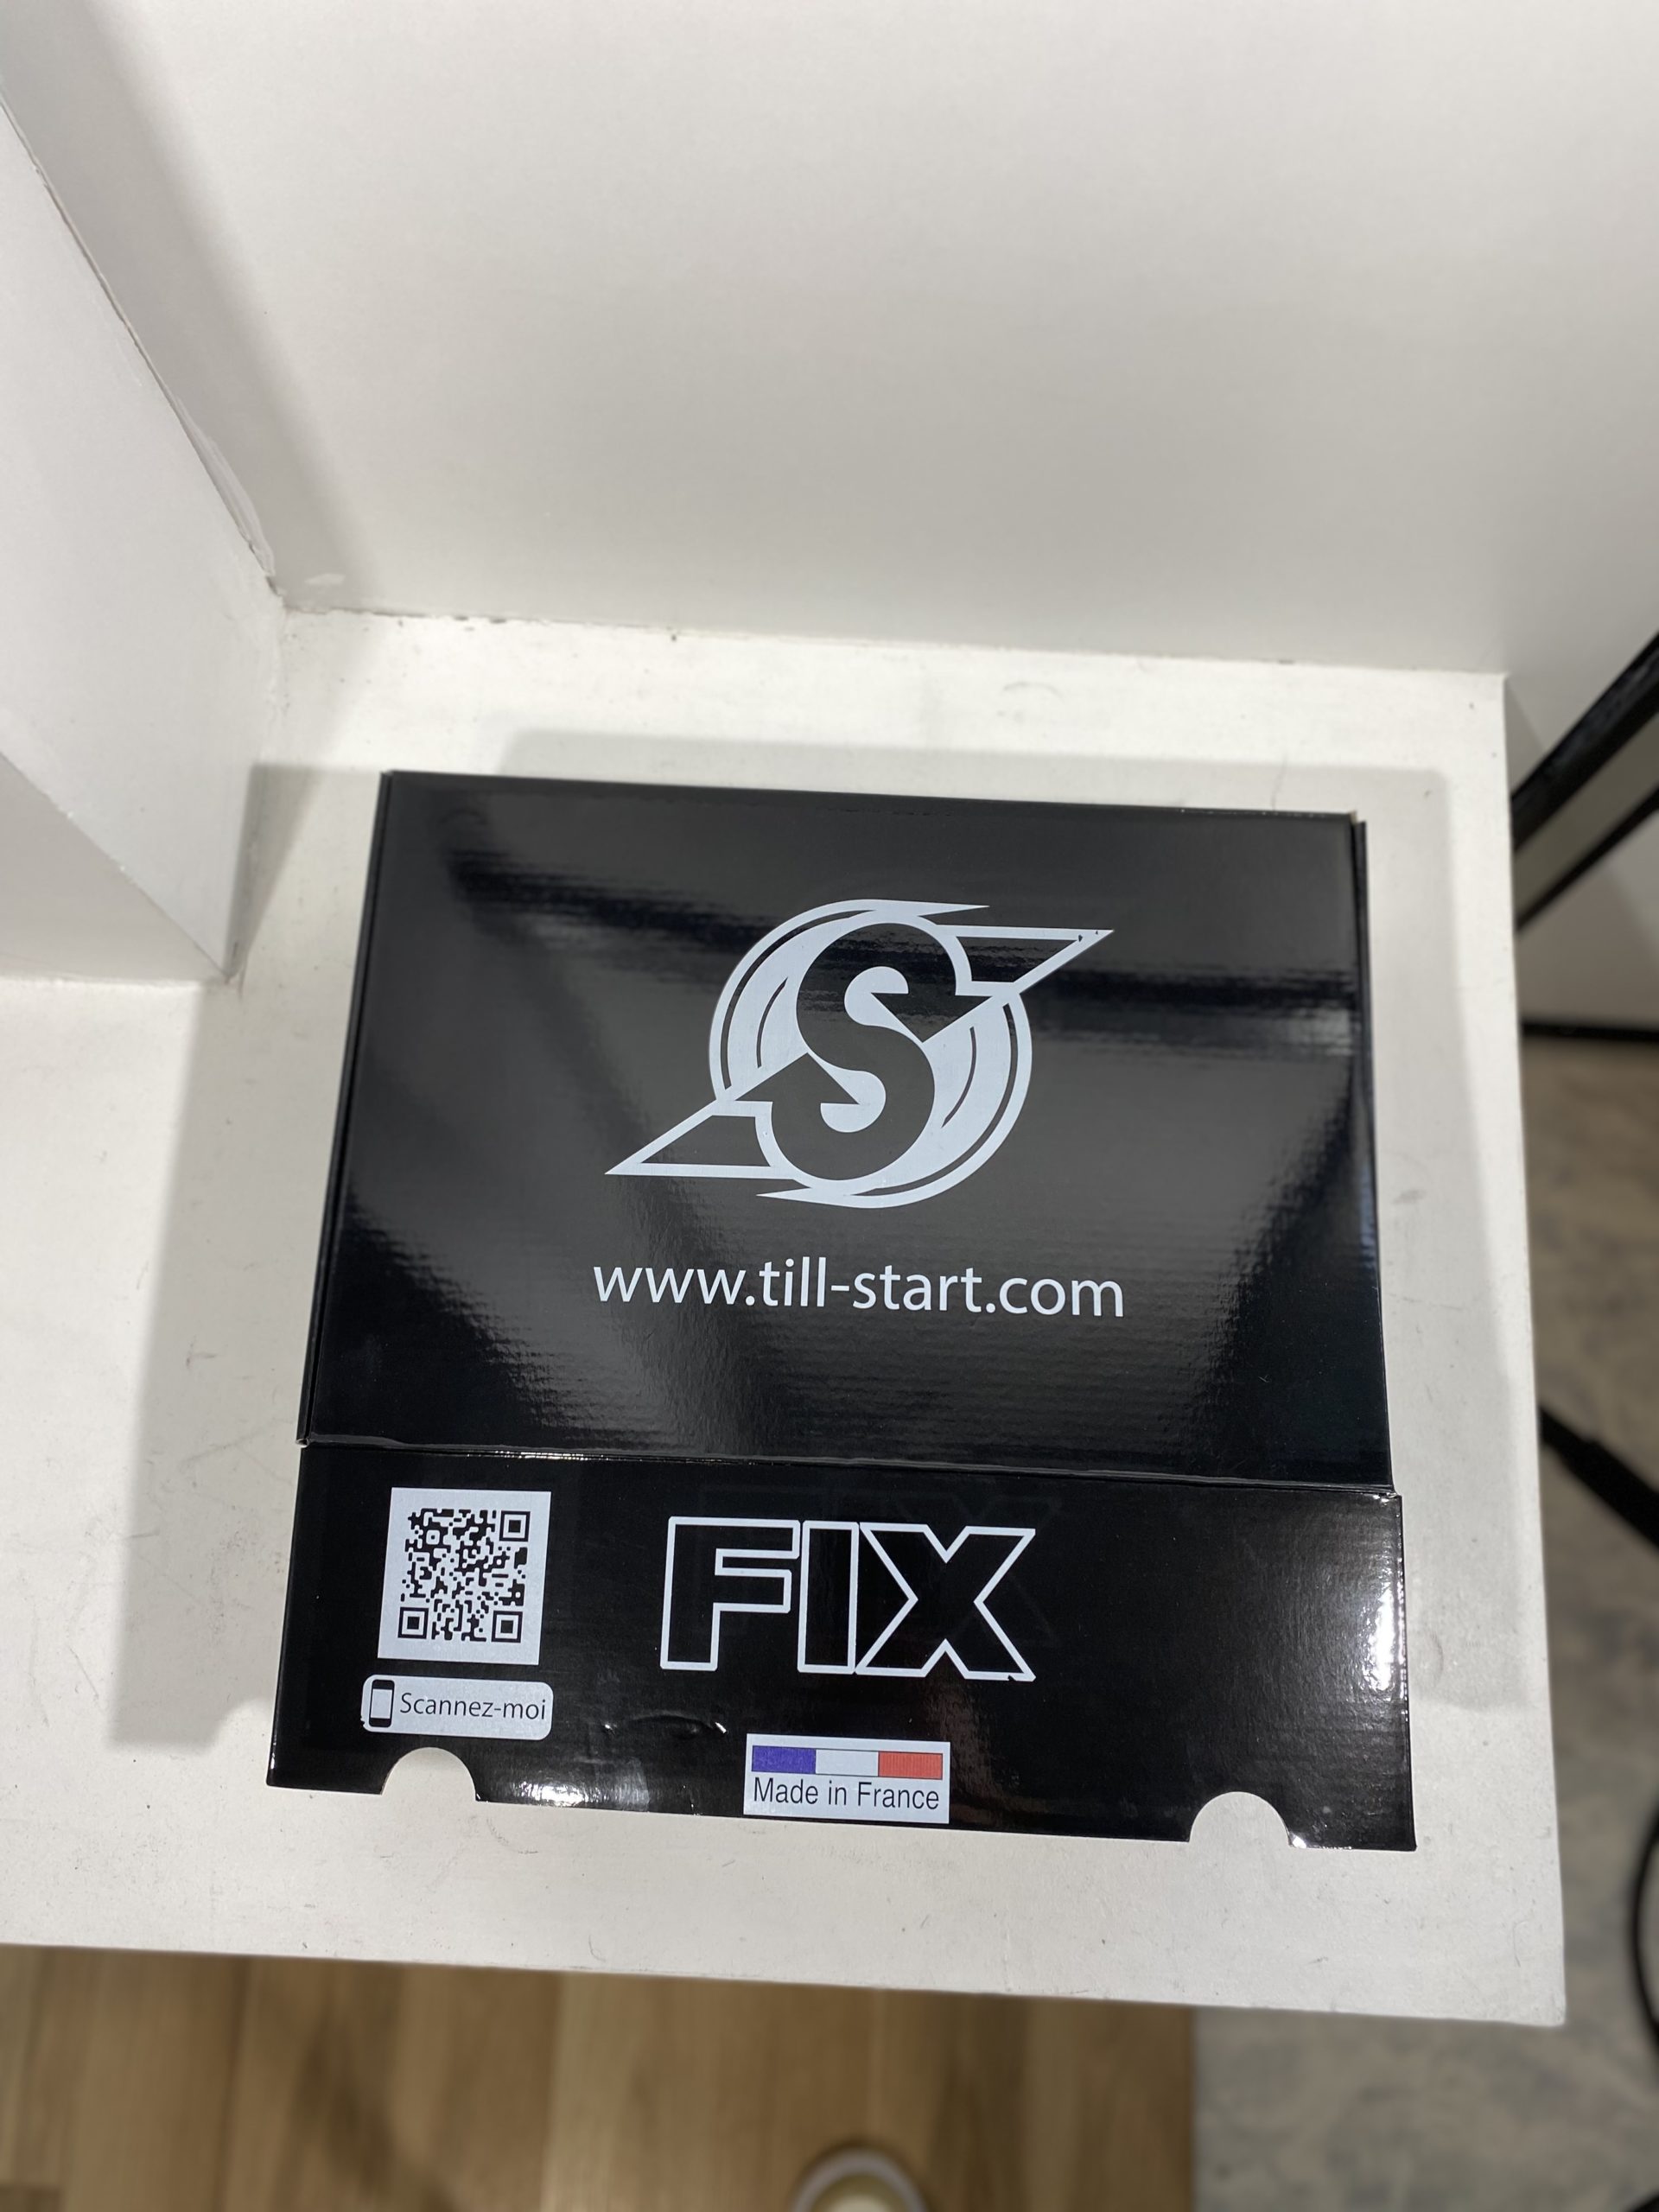 S
www.till-start.com
FIX
Scannez-moi
Made in France